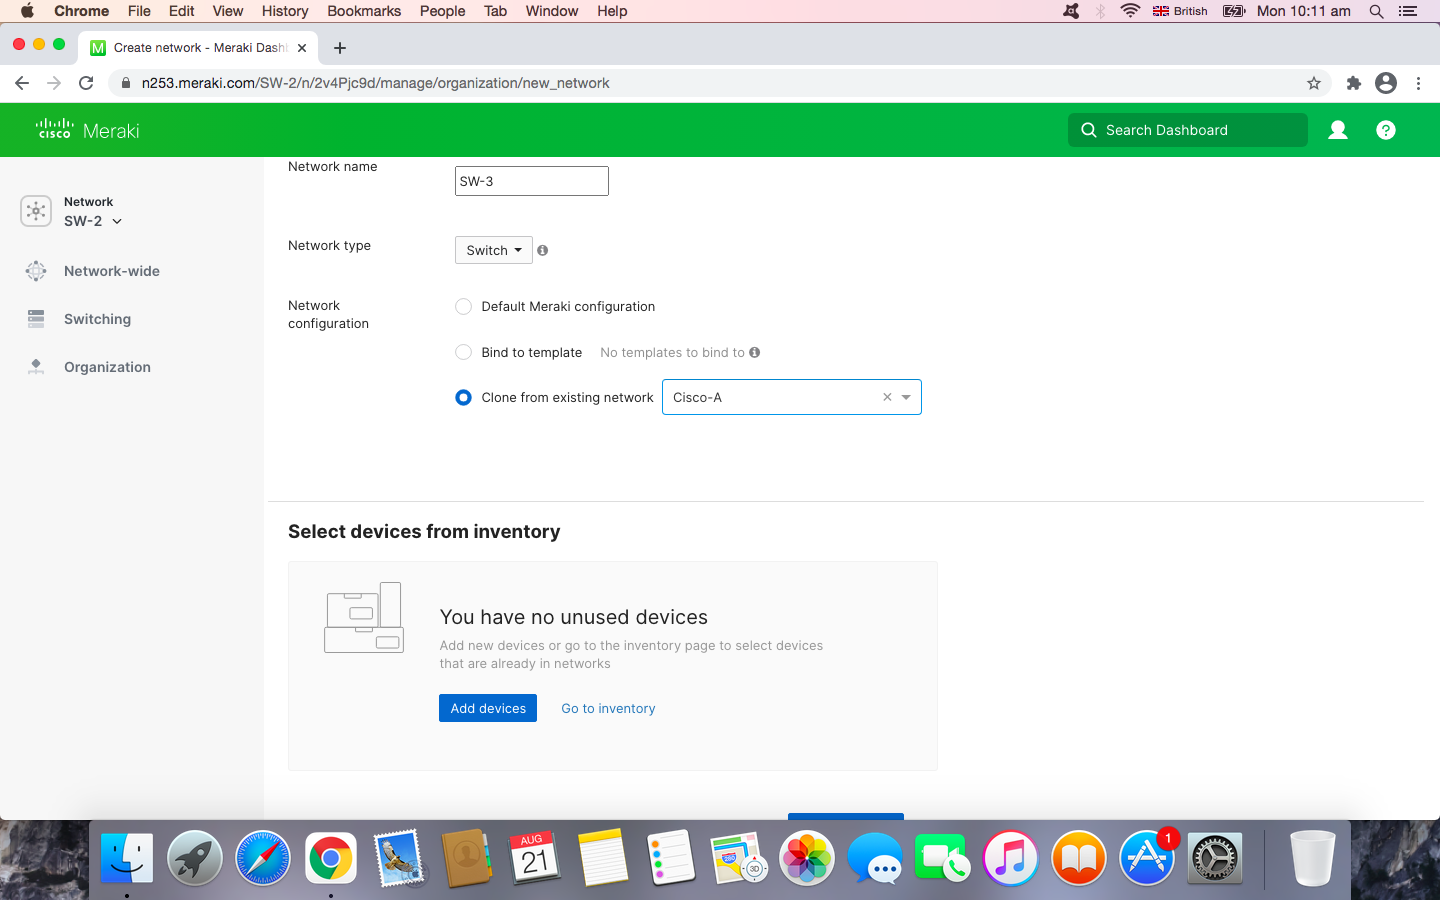 Chrome File Edit View History Bookmarks People Tab Window Help British Mon 10:11 am
Create network - Meraki Dash
n253.meraki.com/SW-2/n/2v4Pjc9d/manage/organization/new_network
cisco Meraki
Search Dashboard
Network
SW-2
Network-wide
Switching
Organization
Network name
SW-3
Network type
Switch
Network
configuration
Default Meraki configuration
Bind to template No templates to bind to
Clone from existing network Cisco-A
Select devices from inventory
You have no unused devices
Add new devices or go to the inventory page to select devices
that are already in networks
Add devices Go to inventory
AUG
21
280
3D
1